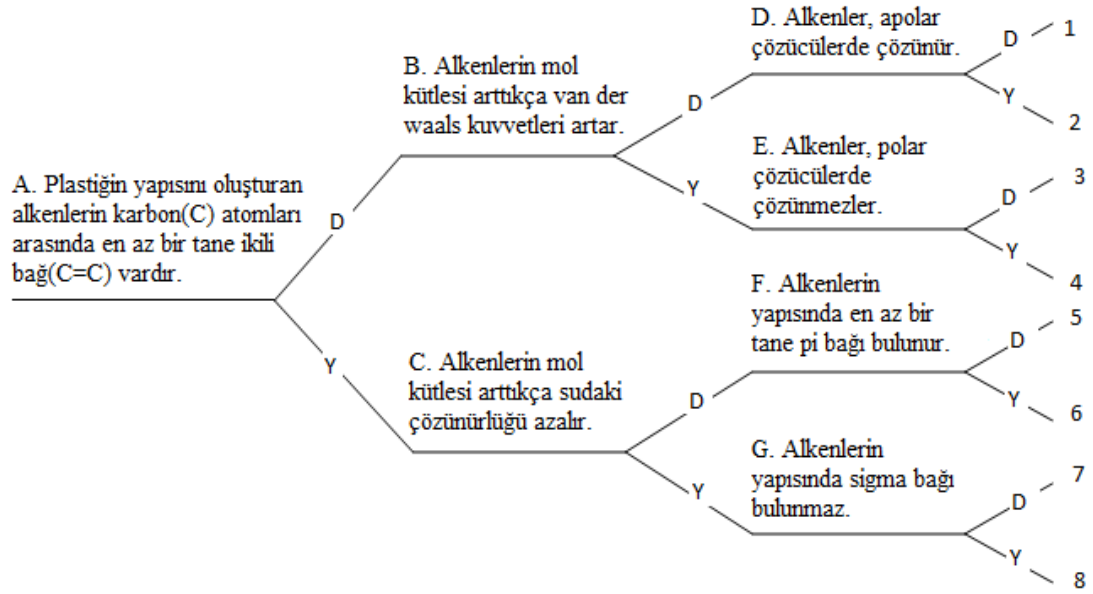 A. Plastiğin yapısını oluşturan
alkenlerin karbon(C) atomları
arasında en az bir tane ikili
bağ(C=C) vardır.
D
Y
B. Alkenlerin mol
kütlesi arttıkça van der
waals kuvvetleri artar.
D
Y
C. Alkenlerin mol
kütlesi arttıkça sudaki
çözünürlüğü azalır.
D
Y
D. Alkenler, apolar
çözücülerde çözünür.
D
1
Y
2
E. Alkenler, polar
çözücülerde
çözünmezler.
D
3
Y
4
F. Alkenlerin
yapısında en az bir
tane pi bağı bulunur.
D
5
Y
6
G. Alkenlerin
yapısında sigma bağı
bulunmaz.
D
7
Y
8